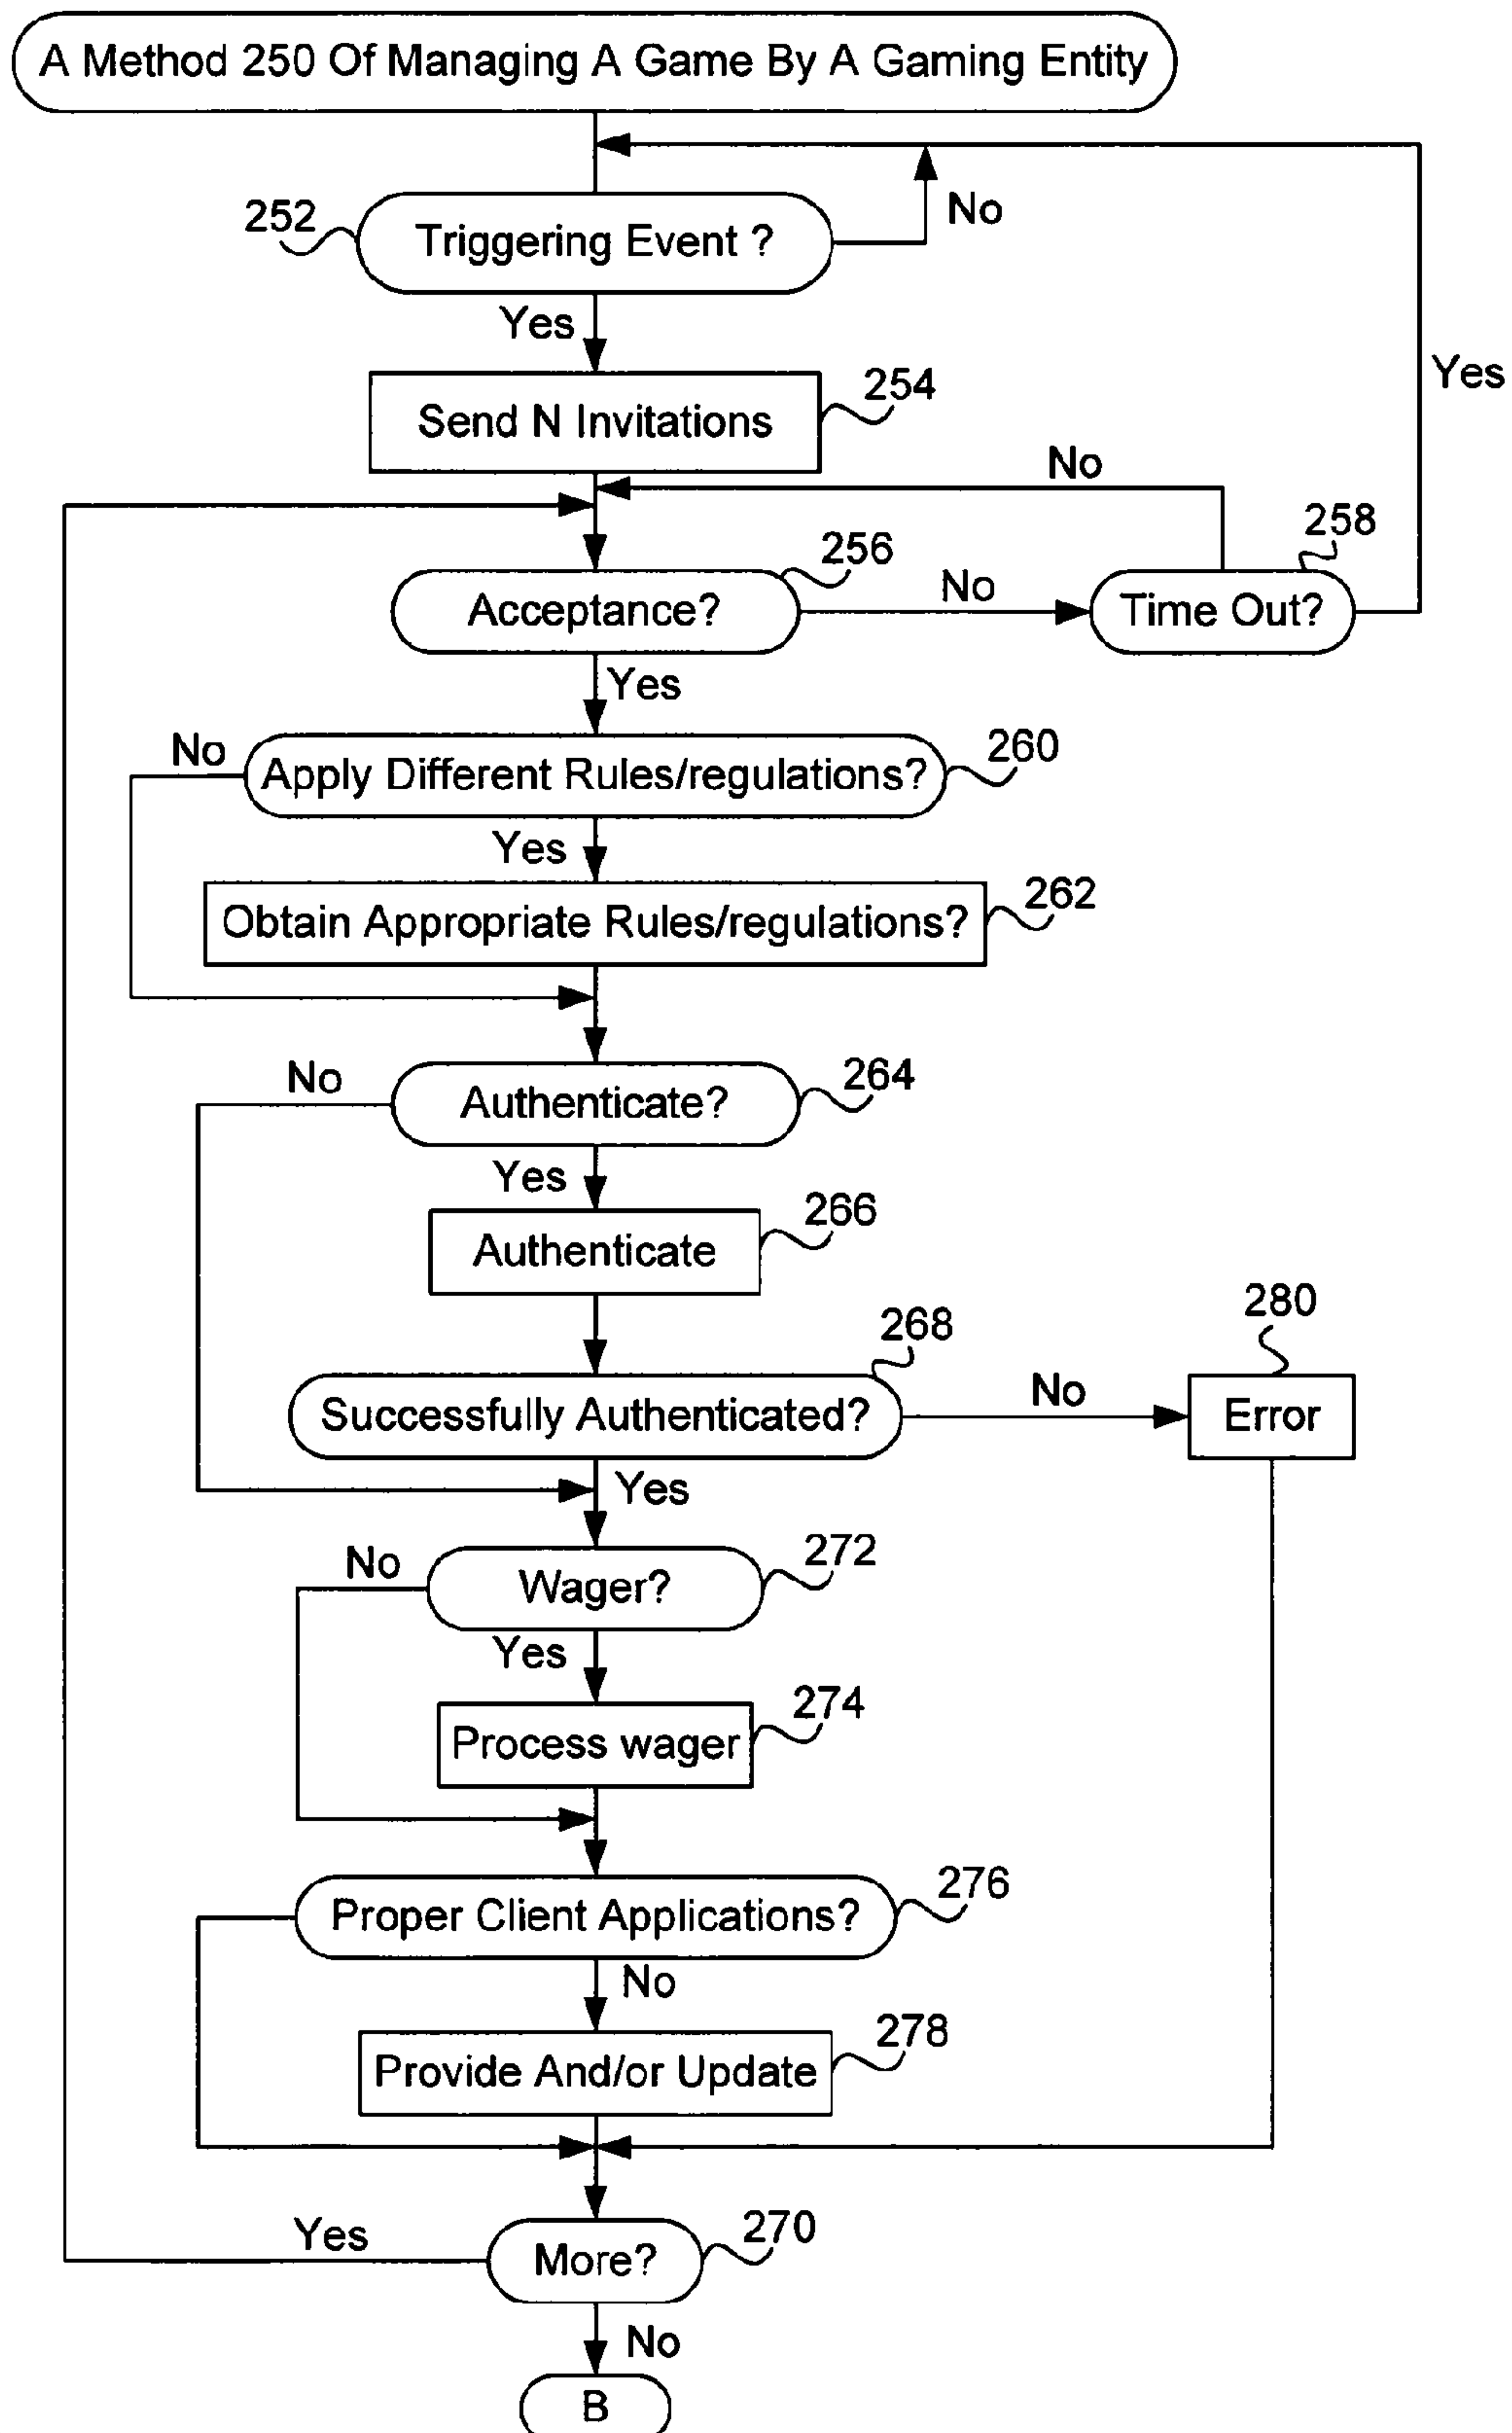 A Method 250 Of Managing A Game By A Gaming Entity
252
Triggering Event ?
No
Yes
Yes
254
Send N Invitations
No
258
256
Acceptance?
No
Time Out?
Yes
No
260
Apply Different Rules/regulations?
Yes
262
Obtain Appropriate Rules/regulations?
No
264
Authenticate?
Yes
266
Authenticate
280
268
Successfully Authenticated?
No
Error
Yes
No
272
Wager?
Yes
274
Process wager
276
Proper Client Applications?
No
278
Provide And/or Update
Yes
270
More?
No
B